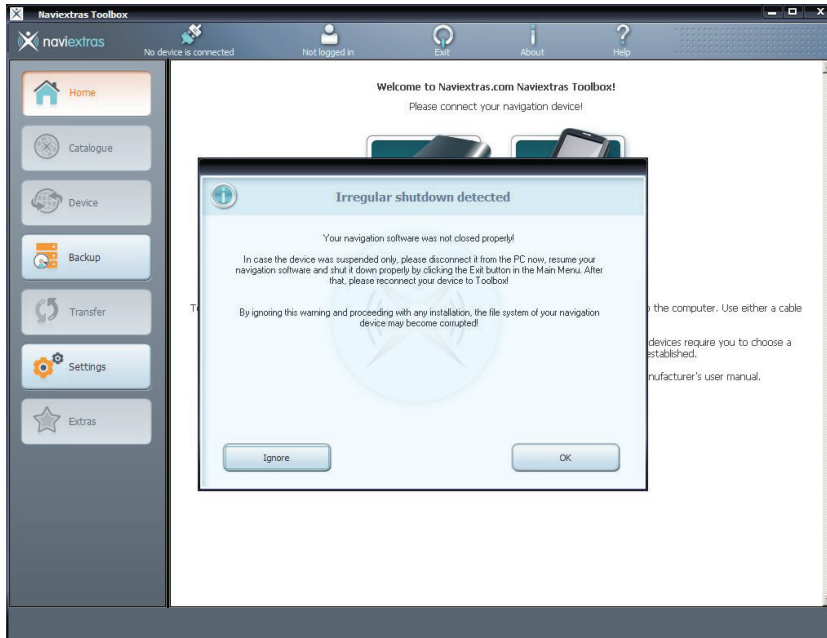 Naviextras Toolbox
naviextras
No device is connected
Not logged in
Exit
About
Help
Home
Catalogue
Device
Backup
Transfer
Settings
Extras
Welcome to Naviextras.com Naviextras Toolbox!
Please connect your navigation device!
Irregular shutdown detected
Your navigation software was not closed properly!
In case the device was suspended only, please disconnect it from the PC now, resume your
navigation software and shut it down properly by clicking the Exit button in the Main Menu. After
that, please reconnect your device to Toolbox!
By ignoring this warning and proceeding with any installation, the file system of your navigation
device may become corrupted!
Ignore
OK
the computer. Use either a cable
devices require you to choose a
established.
user manual.